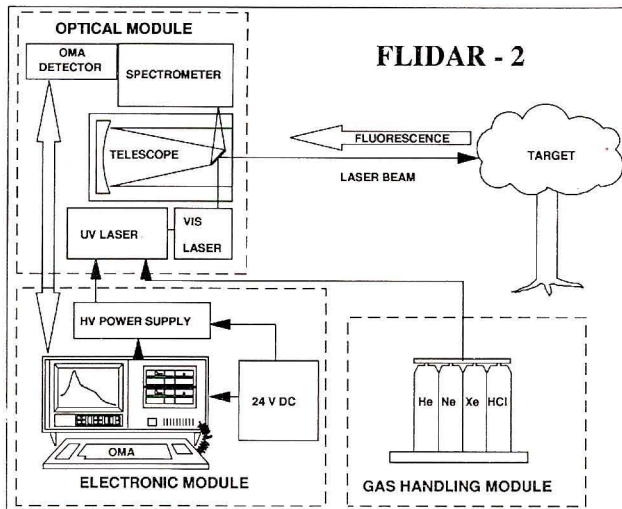 OPTICAL MODULE
OMA
DETECTOR
SPECTROMETER
FLIDAR - 2
TELESCOPE
FLUORESCENCE
LASER BEAM
TARGET
UV LASER
VIS
LASER
HV POWER SUPPLY
24 V DC
OMA
ELECTRONIC MODULE
He Ne Xe HCl
GAS HANDLING MODULE